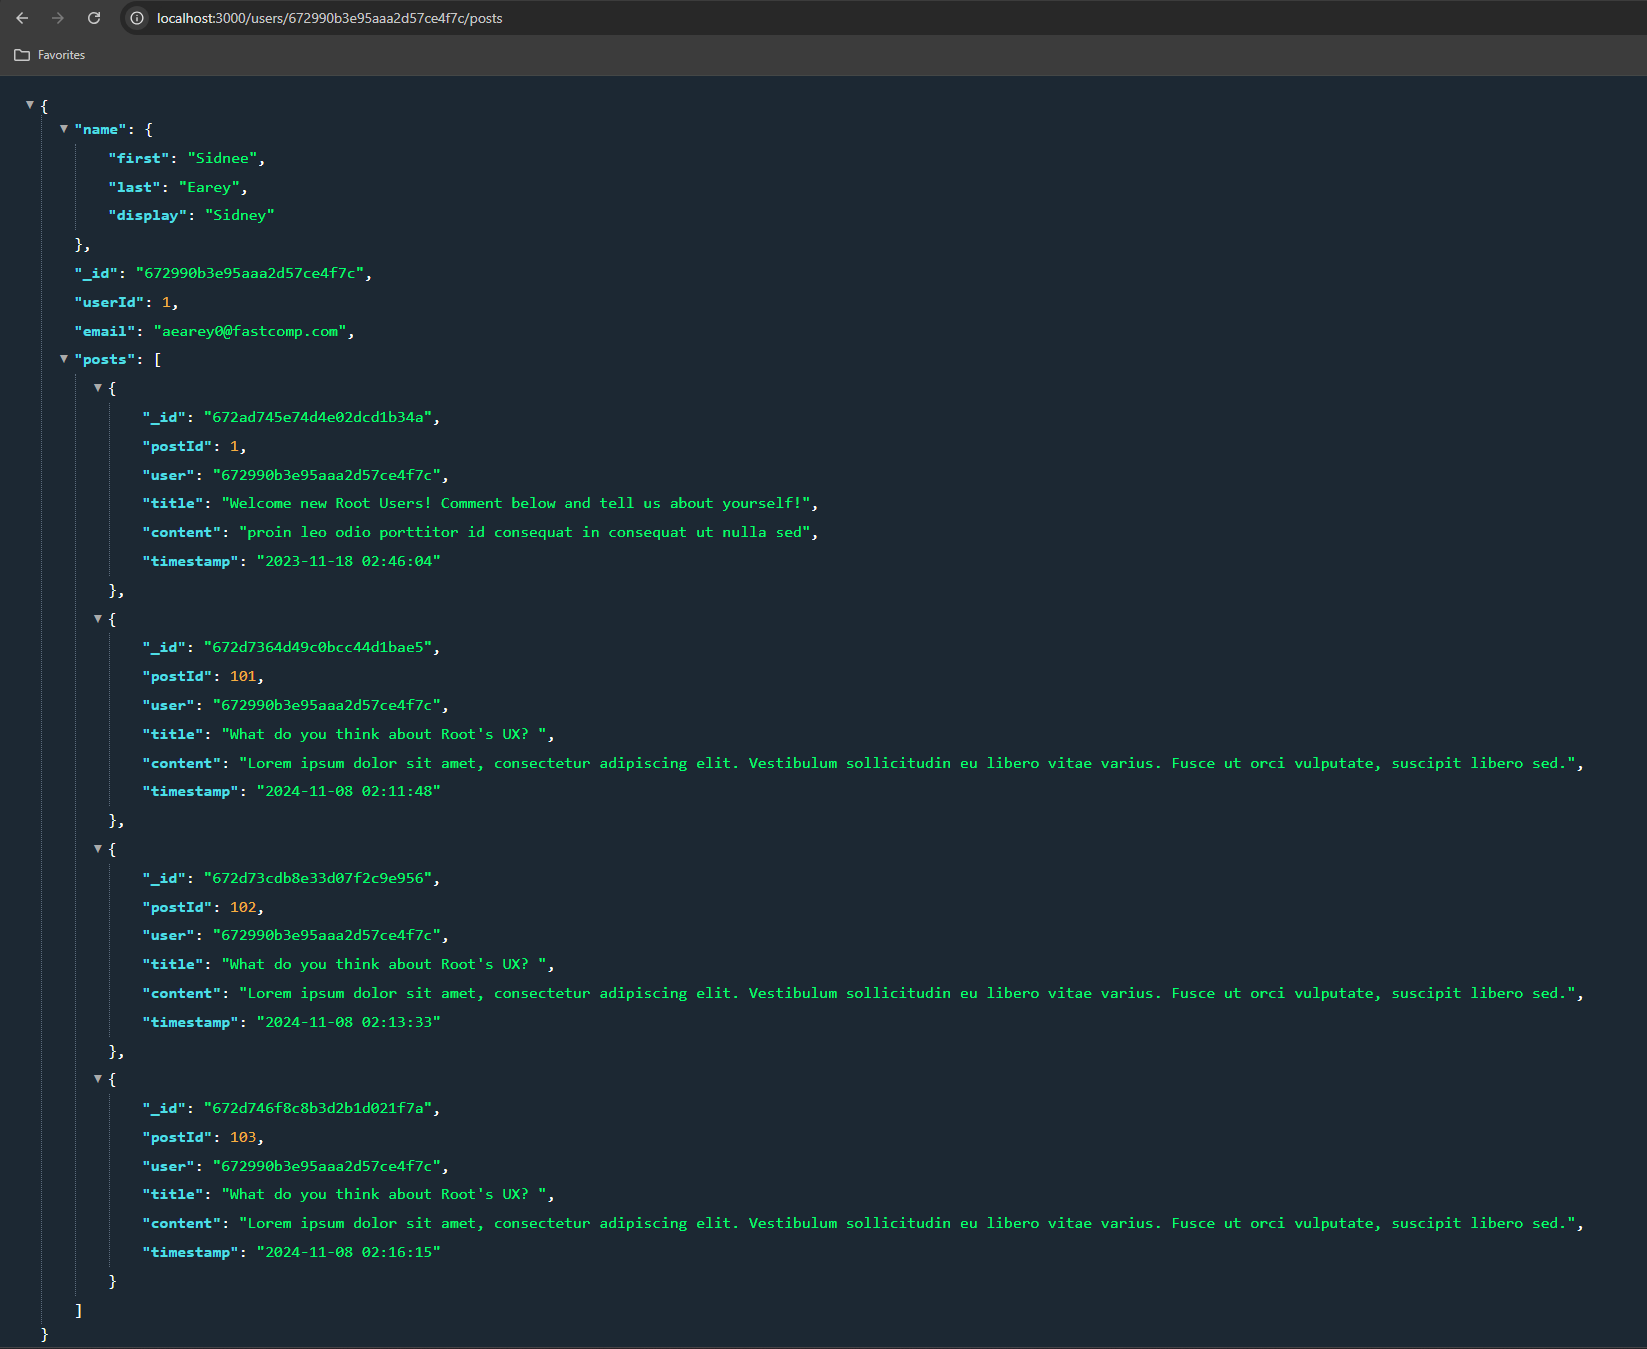 localhost:3000/users/672990b3e95aaa2d57ce4f7c/posts
Favorites
{
"name": {
"first": "Sidnee",
"last": "Earey",
"display": "Sidney"
},
"_id": "672990b3e95aaa2d57ce4f7c",
"userId": 1,
"email": "aearey0@fastcomp.com",
"posts": [
{
"_id": "672ad745e74d4e02dcd1b34a",
"postId": 1,
"user": "672990b3e95aaa2d57ce4f7c",
"title": "Welcome new Root Users! Comment below and tell us about yourself!",
"content": "proin leo odio porttitor id consequat in consequat ut nulla sed",
"timestamp": "2023-11-18 02:46:04"
},
{
"_id": "672d7364d49c0bcc44d1bae5",
"postId": 101,
"user": "672990b3e95aaa2d57ce4f7c",
"title": "What do you think about Root's UX? ",
"content": "Lorem ipsum dolor sit amet, consectetur adipiscing elit. Vestibulum sollicitudin eu libero vitae varius. Fusce ut orci vulputate, suscipit libero sed.",
"timestamp": "2024-11-08 02:11:48"
},
{
"_id": "672d73cdb8e33d07f2c9e956",
"postId": 102,
"user": "672990b3e95aaa2d57ce4f7c",
"title": "What do you think about Root's UX? ",
"content": "Lorem ipsum dolor sit amet, consectetur adipiscing elit. Vestibulum sollicitudin eu libero vitae varius. Fusce ut orci vulputate, suscipit libero sed.",
"timestamp": "2024-11-08 02:13:33"
},
{
"_id": "672d746f8c8b3d2b1d021f7a",
"postId": 103,
"user": "672990b3e95aaa2d57ce4f7c",
"title": "What do you think about Root's UX? ",
"content": "Lorem ipsum dolor sit amet, consectetur adipiscing elit. Vestibulum sollicitudin eu libero vitae varius. Fusce ut orci vulputate, suscipit libero sed.",
"timestamp": "2024-11-08 02:16:15"
}
]
}